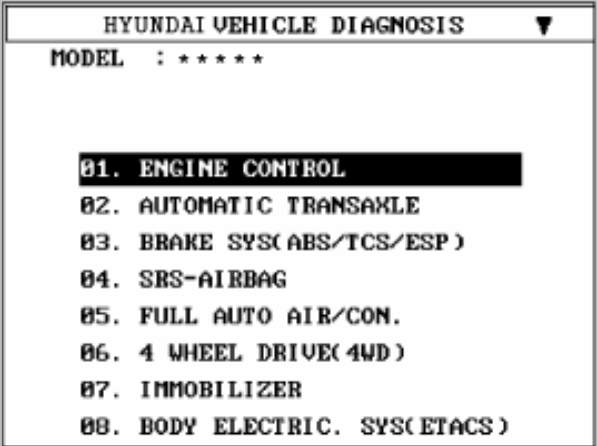 HYUNDAI VEHICLE DIAGNOSIS ▼
MODEL : *****
01. ENGINE CONTROL
02. AUTOMATIC TRANSAXLE
03. BRAKE SYS(ABS/TCS/ESP)
04. SRS-AIRBAG
05. FULL AUTO AIR/CON.
06. 4 WHEEL DRIVE(4WD)
07. IMMOBILIZER
08. BODY ELECTRIC. SYS(ETACS)